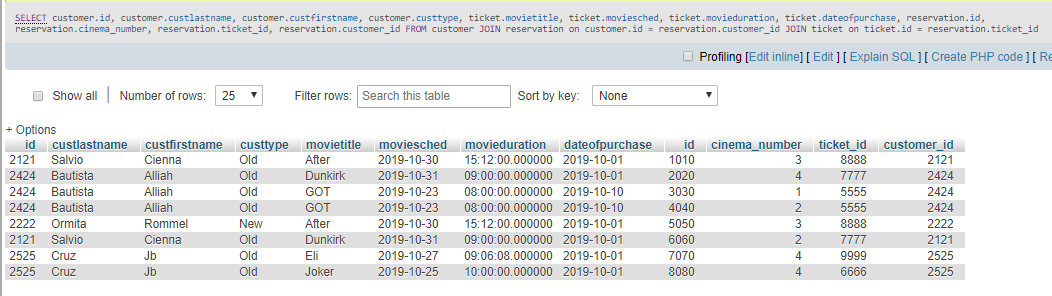 SELECT customer.id, customer.custlastname, customer.custfirstname, customer.custtype, ticket.movietitle, ticket.moviesched, ticket.movieduration, ticket.dateofpurchase, reservation.id,
reservation.cinema_number, reservation.ticket_id, reservation.customer_id FROM customer JOIN reservation on customer.id = reservation.customer_id JOIN ticket on ticket.id = reservation.ticket_id
Profiling [Edit inline] [ Edit ] [ Explain SQL ] [ Create PHP code ] [ Re
Show all | Number of rows: 25 Filter rows: Search this table Sort by key: None
+ Options
id custlastname custfirstname custtype movietitle moviesched movieduration dateofpurchase id cinema_number ticket_id customer_id
2121 Salvio Cienna Old After 2019-10-30 15:12:00.000000 2019-10-01 1010 3 8888 2121
2424 Bautista Alliah Old Dunkirk 2019-10-31 09:00:00.000000 2019-10-01 2020 4 7777 2424
2424 Bautista Alliah Old GOT 2019-10-23 08:00:00.000000 2019-10-10 3030 1 5555 2424
2424 Bautista Alliah Old GOT 2019-10-23 08:00:00.000000 2019-10-10 4040 2 5555 2424
2222 Ormita Rommel New After 2019-10-30 15:12:00.000000 2019-10-01 5050 3 8888 2222
2121 Salvio Cienna Old Dunkirk 2019-10-31 09:00:00.000000 2019-10-01 6060 2 7777 2121
2525 Cruz Jb Old Eli 2019-10-27 09:06:08.000000 2019-10-01 7070 4 9999 2525
2525 Cruz Jb Old Joker 2019-10-25 10:00:00.000000 2019-10-01 8080 4 6666 2525